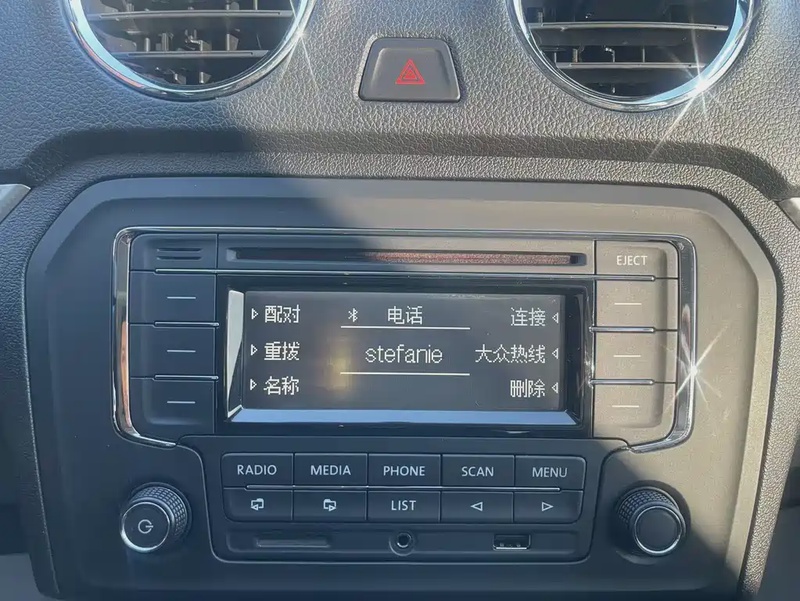 EJECT
配对 电话 连接
重拨 stefanie 大众热线
名称 删除
RADIO MEDIA PHONE SCAN MENU
LIST